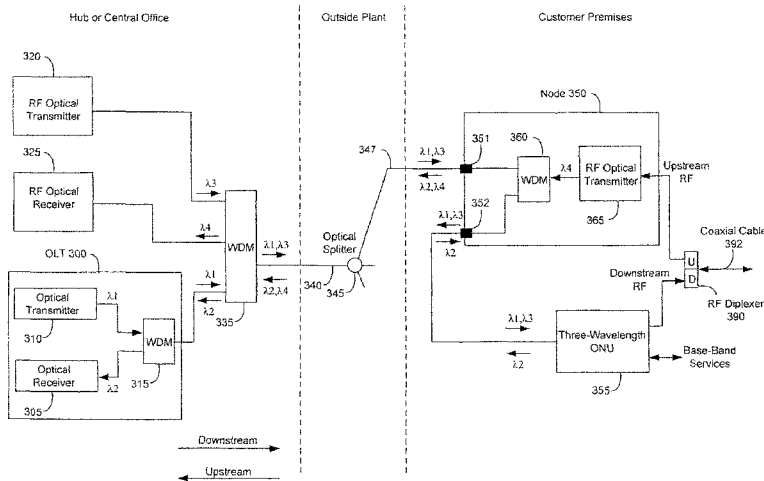 Hub or Central Office
Outside Plant
Customer Premises
320
RF Optical
Transmitter
325
RF Optical
Receiver
OLT 300
Optical
Transmitter
310
Optical
Receiver
305
λ1
λ2
WDM
315
λ3
λ4
λ1
λ2
WDM
335
λ1,λ3
λ2,λ4
340
Optical
Splitter
345
347
λ1,λ3
λ2,λ4
Node 350
351
352
360
WDM
λ4
RF Optical
Transmitter
365
Upstream
RF
λ1,λ3
λ2
U
D
Coaxial Cable
392
RF Diplexer
390
Downstream
RF
λ1,λ3
λ2
Three-Wavelength
ONU
355
Base-Band
Services
Downstream
Upstream